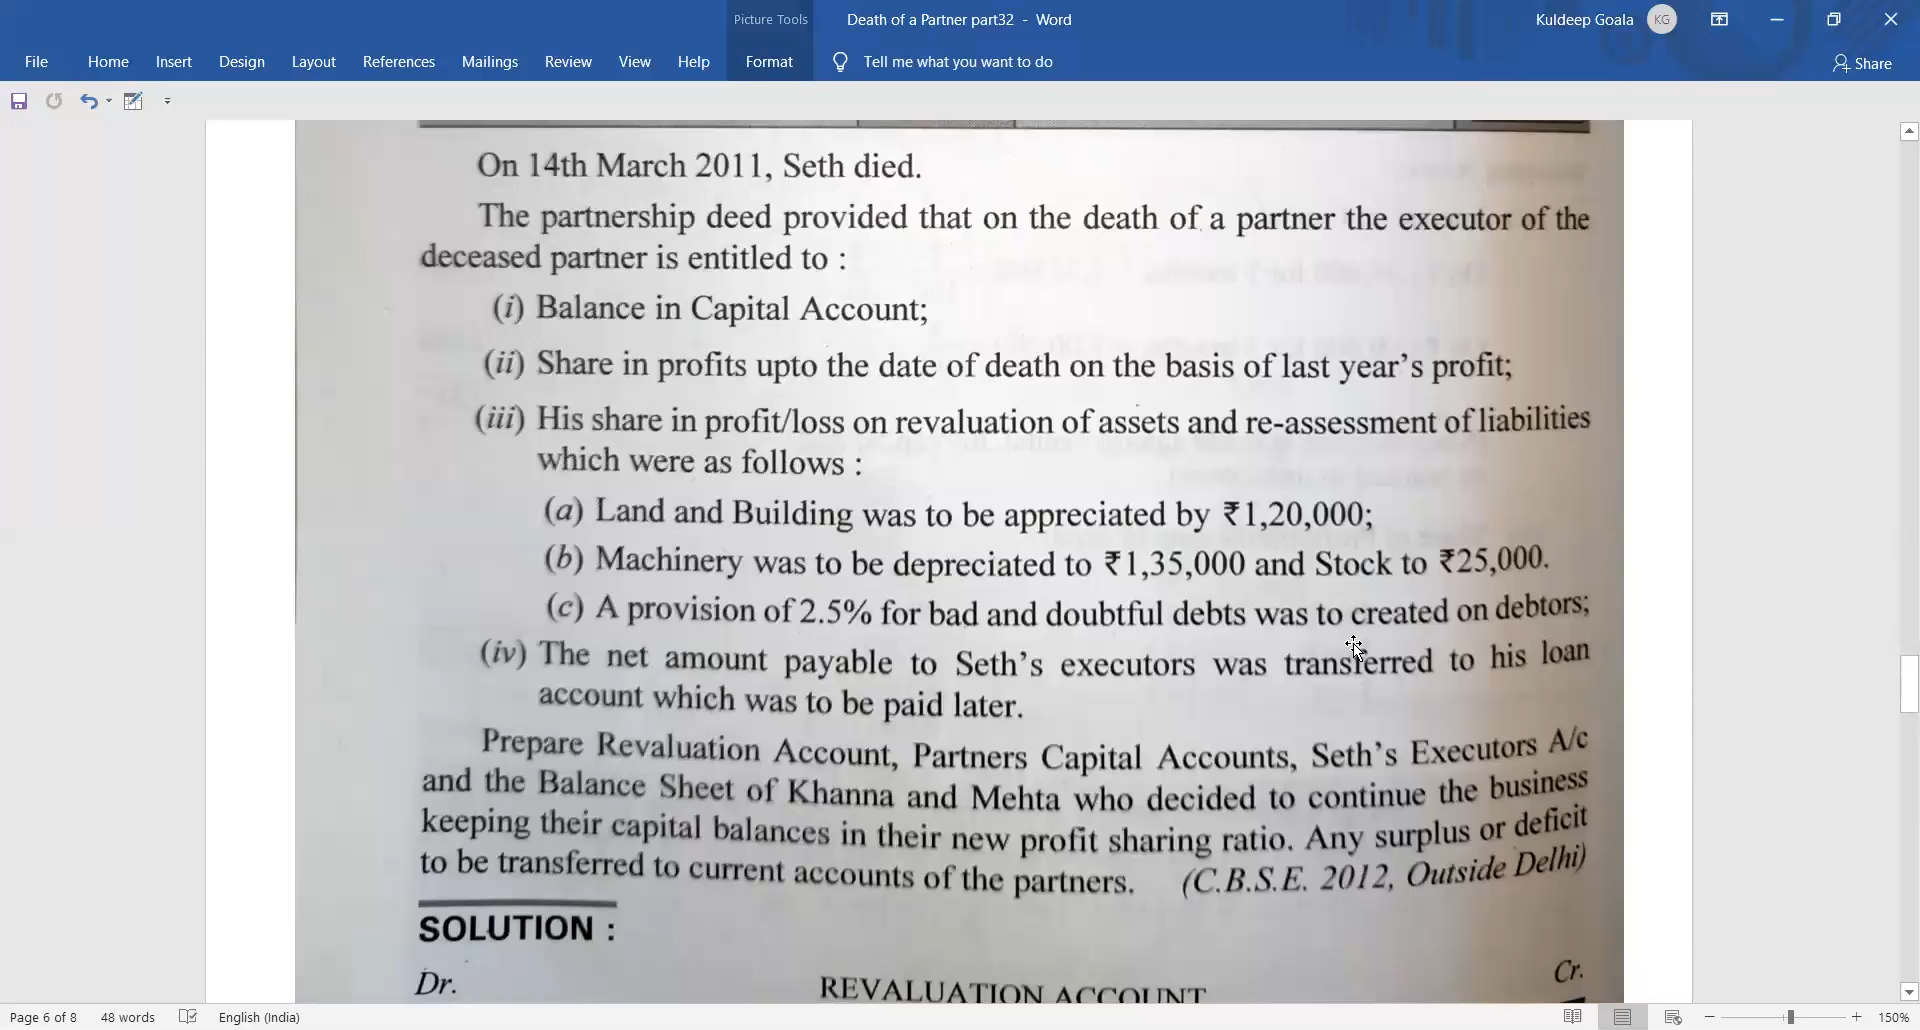 Picture Tools
Death of a Partner part32 - Word
Kuldeep Goala
KG
File
Home
Insert
Design
Layout
References
Mailings
Review
View
Help
Format
Tell me what you want to do
Share
On 14th March 2011, Seth died.
The partnership deed provided that on the death of a partner the executor of the
deceased partner is entitled to :
(i) Balance in Capital Account;
(ii) Share in profits upto the date of death on the basis of last year's profit;
(iii) His share in profit/loss on revaluation of assets and re-assessment of liabilities
which were as follows :
(a) Land and Building was to be appreciated by ₹1,20,000;
(b) Machinery was to be depreciated to ₹1,35,000 and Stock to ₹25,000.
(c) A provision of 2.5% for bad and doubtful debts was to created on debtors;
(iv) The net amount payable to Seth's executors was transferred to his loan
account which was to be paid later.
Prepare Revaluation Account, Partners Capital Accounts, Seth's Executors A/c
and the Balance Sheet of Khanna and Mehta who decided to continue the business
keeping their capital balances in their new profit sharing ratio. Any surplus or deficit
to be transferred to current accounts of the partners. (C.B.S.E. 2012, Outside Delhi)
SOLUTION :
Dr.
REVALUATION ACCOUNT
Cr.
Page 6 of 8
48 words
English (India)
150%